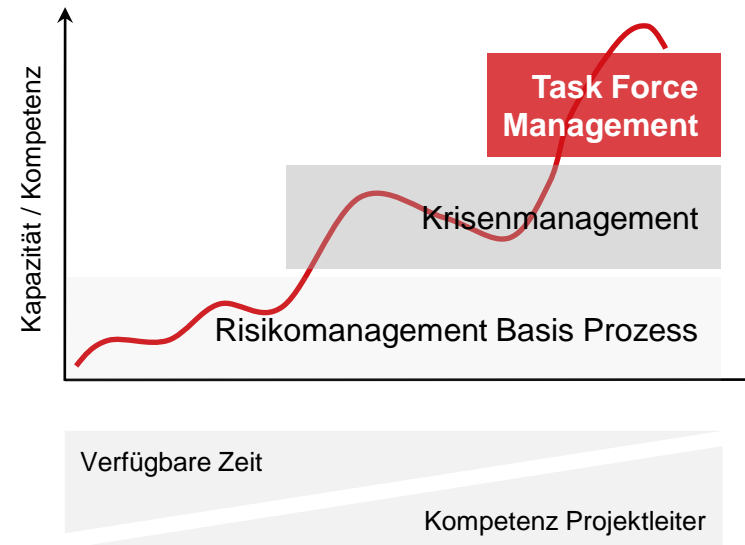 Kapazität / Kompetenz
Task Force
Management
Krisenmanagement
Risikomanagement Basis Prozess
Verfügbare Zeit
Kompetenz Projektleiter